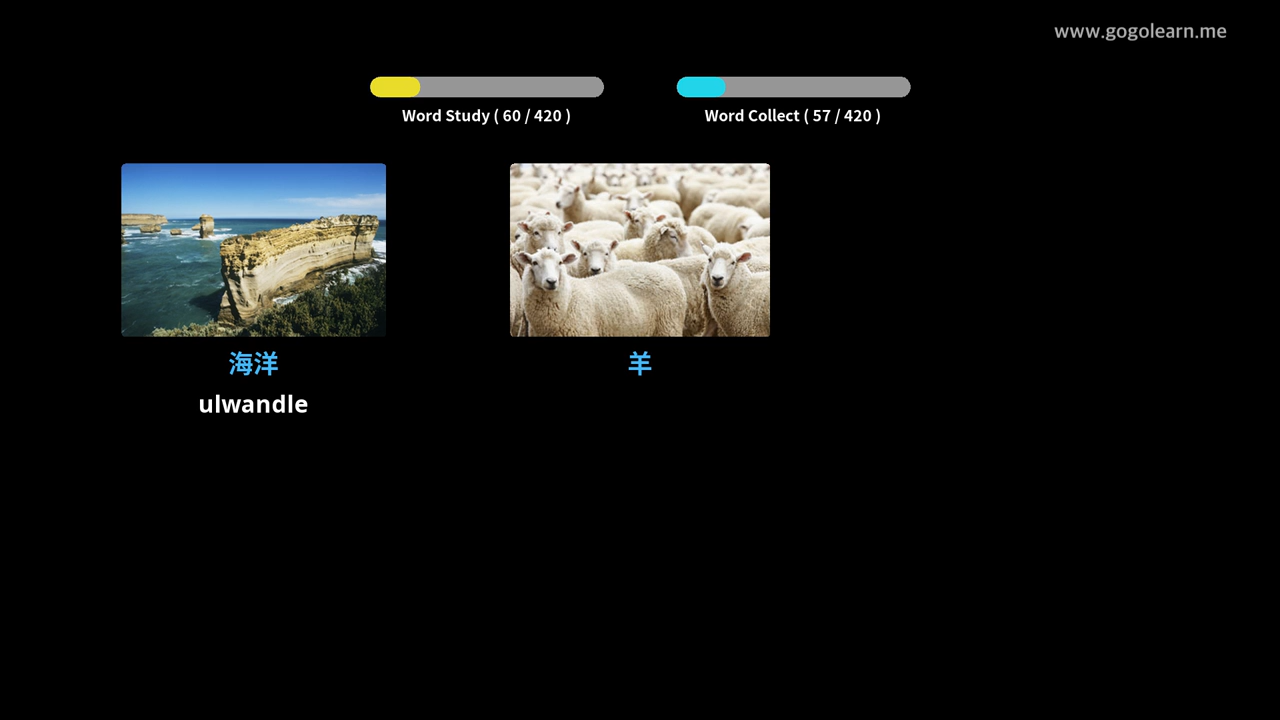 www.gogolearn.me
Word Study ( 60 / 420 )
Word Collect ( 57 / 420 )
海洋
羊
ulwandle